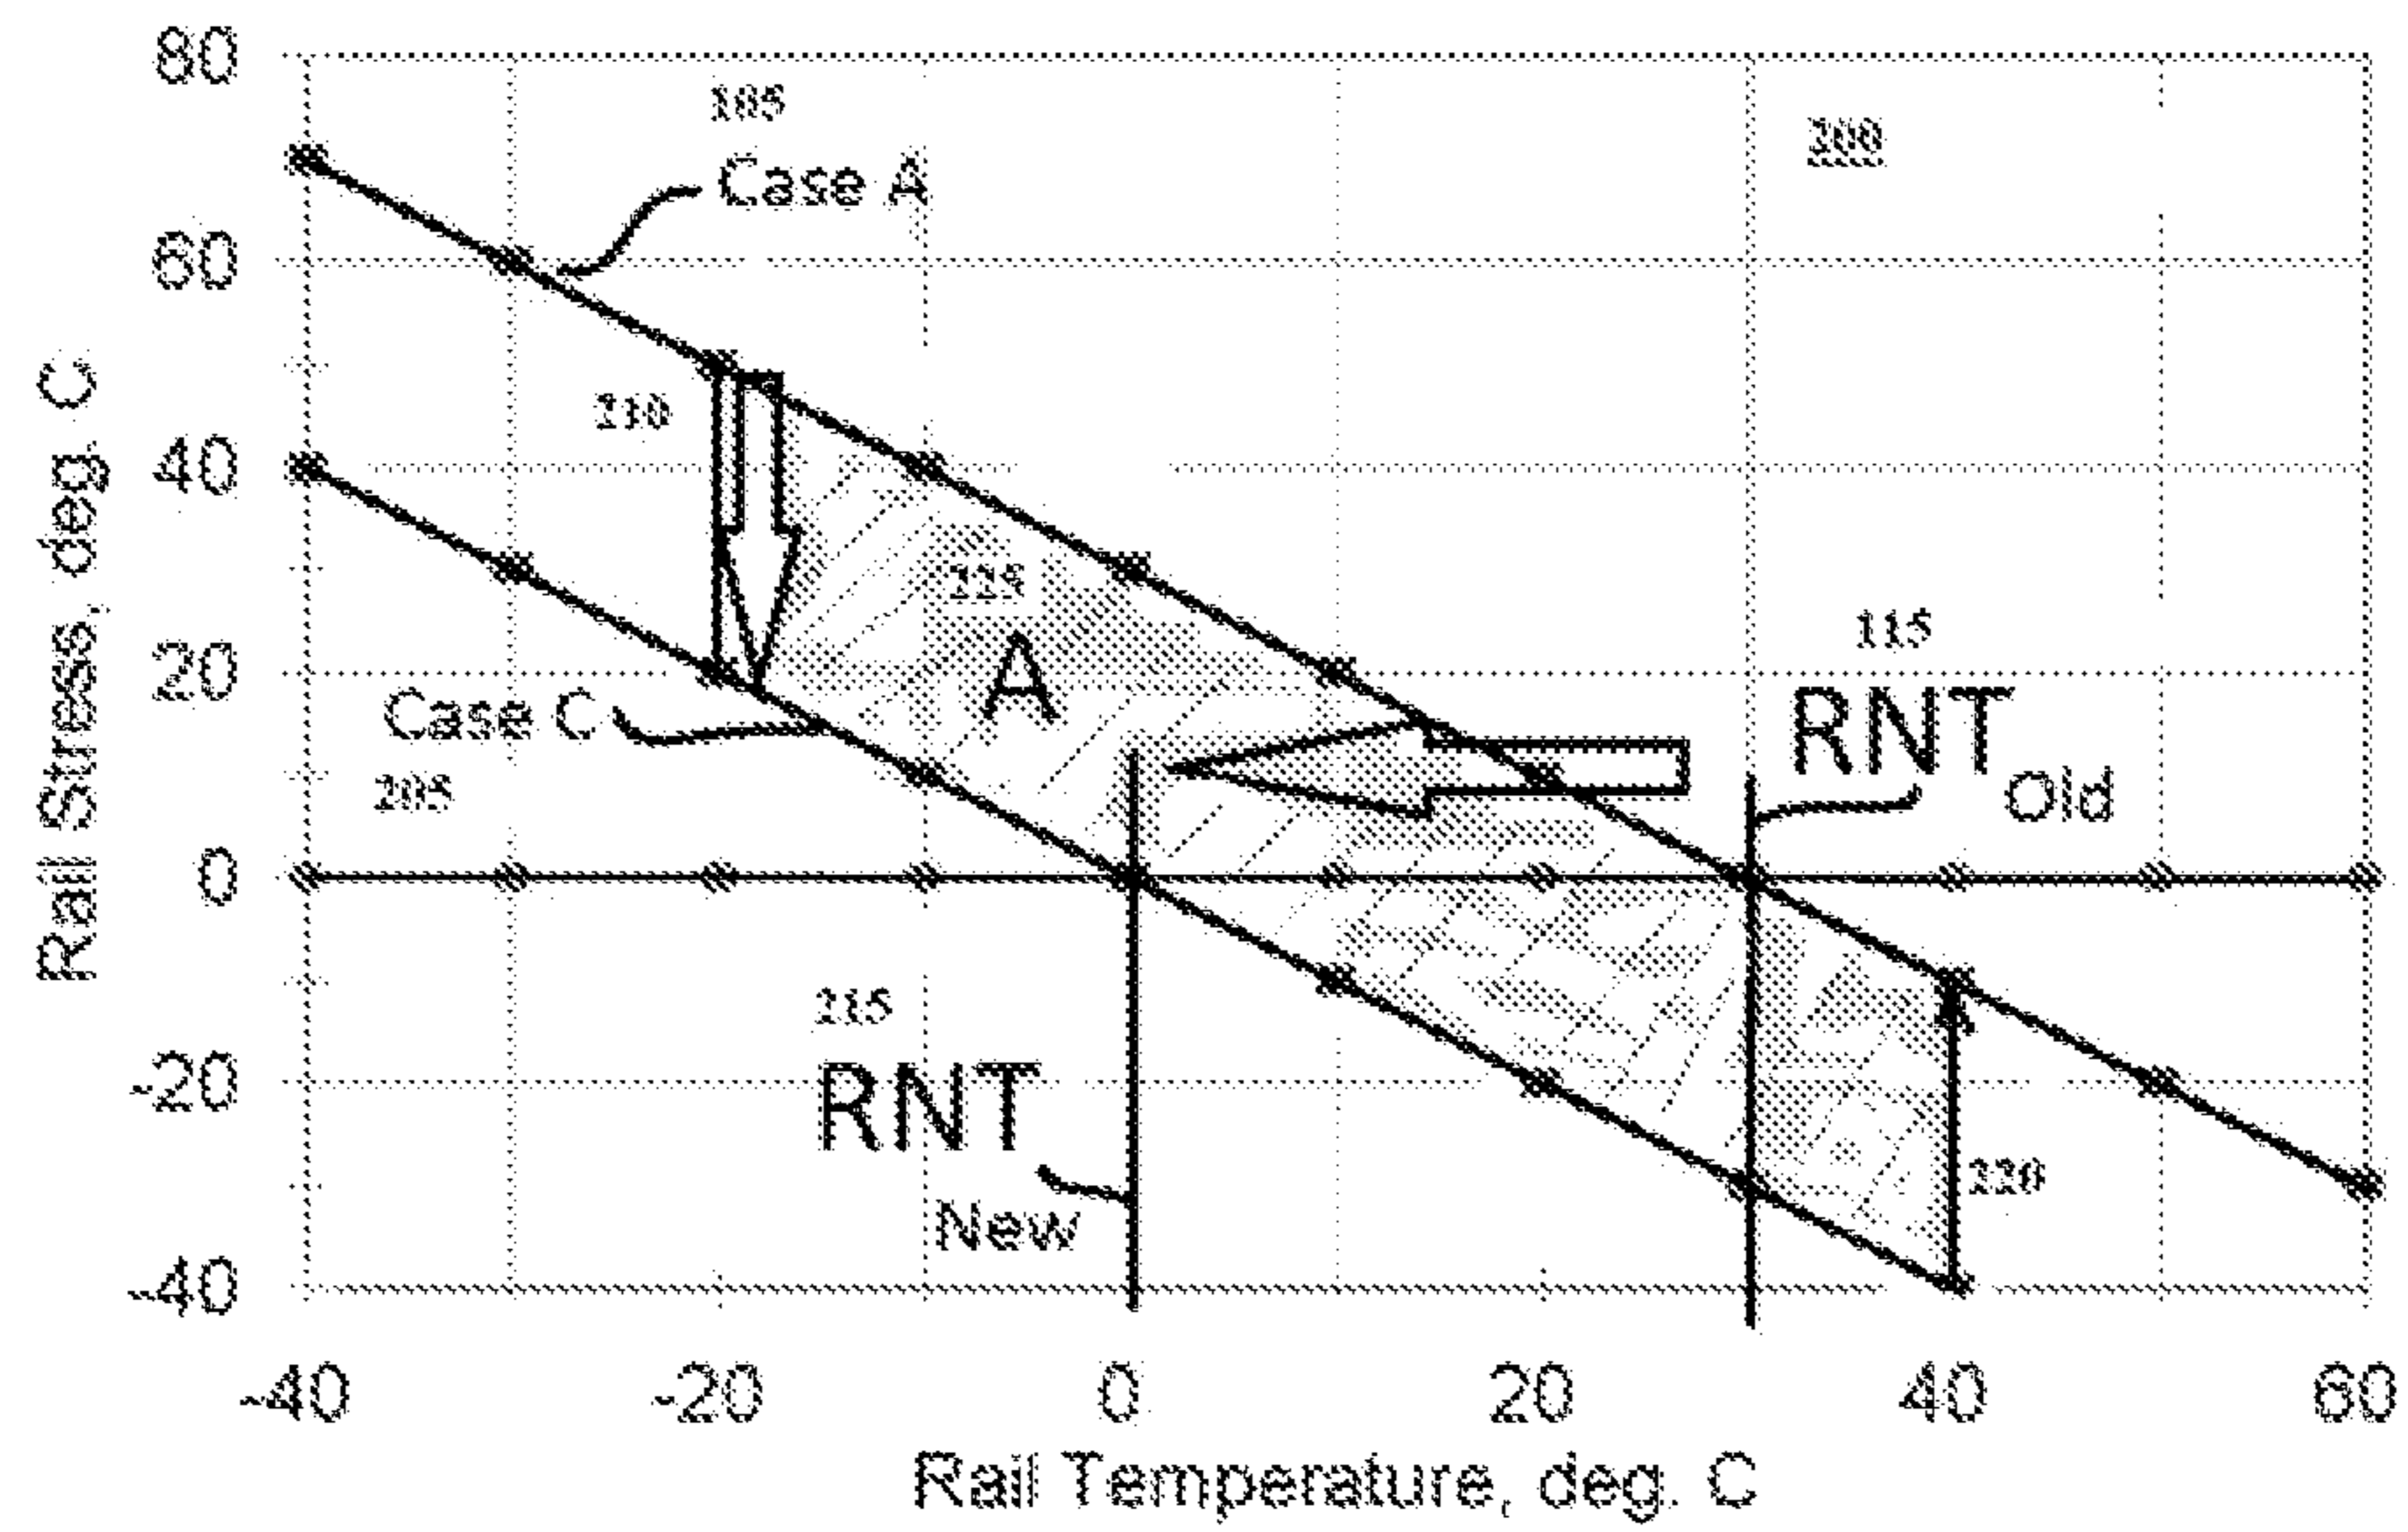 80
105
200
Case A
60
210
40
225
Rail Stress, deg. C
A
115
20
Case C
RNT
Old
205
0
215
RNT
New
-20
220
-40
-40 -20 0 20 40 60
Rail Temperature, deg. C